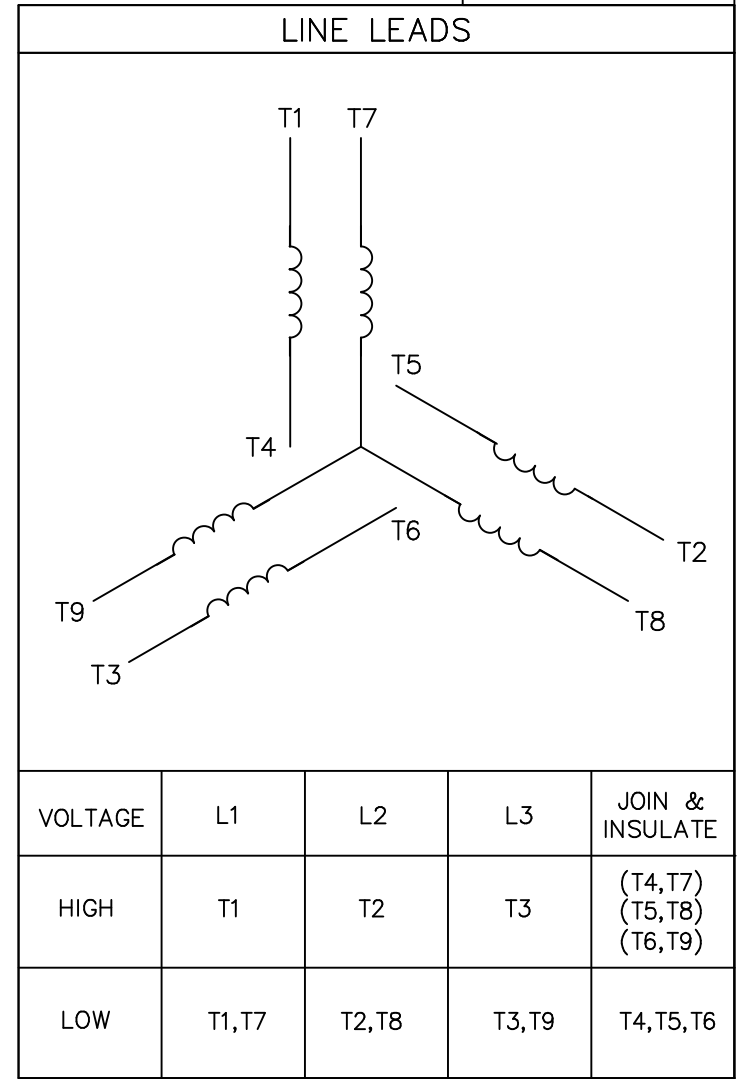 LINE LEADS
T1 T7
T5
T4
T6
T2
T9 T8
T3
VOLTAGE L1 L2 L3 JOIN & INSULATE
HIGH T1 T2 T3 (T4,T7)
(T5,T8)
(T6,T9)
LOW T1,T7 T2,T8 T3,T9 T4,T5,T6